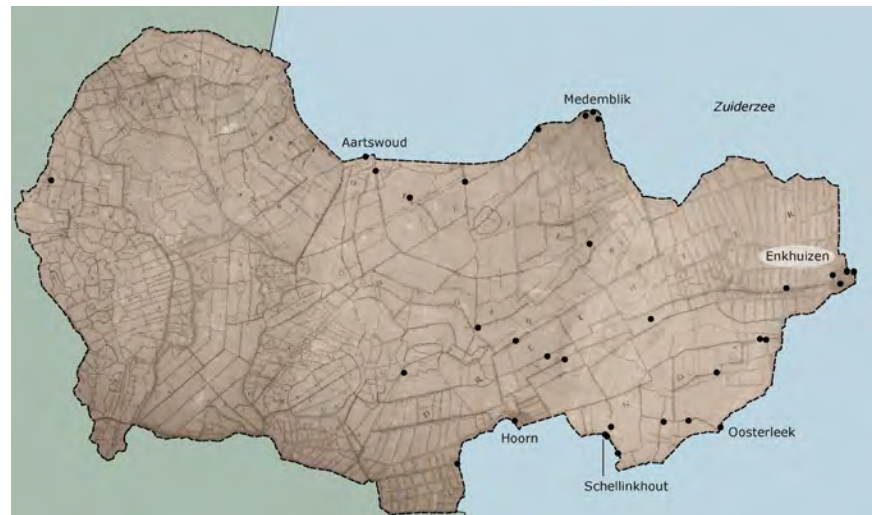 Medemblik
Zuiderzee
Aartswoud
Enkhuizen
Hoorn
Oosterleek
Schellinkhout